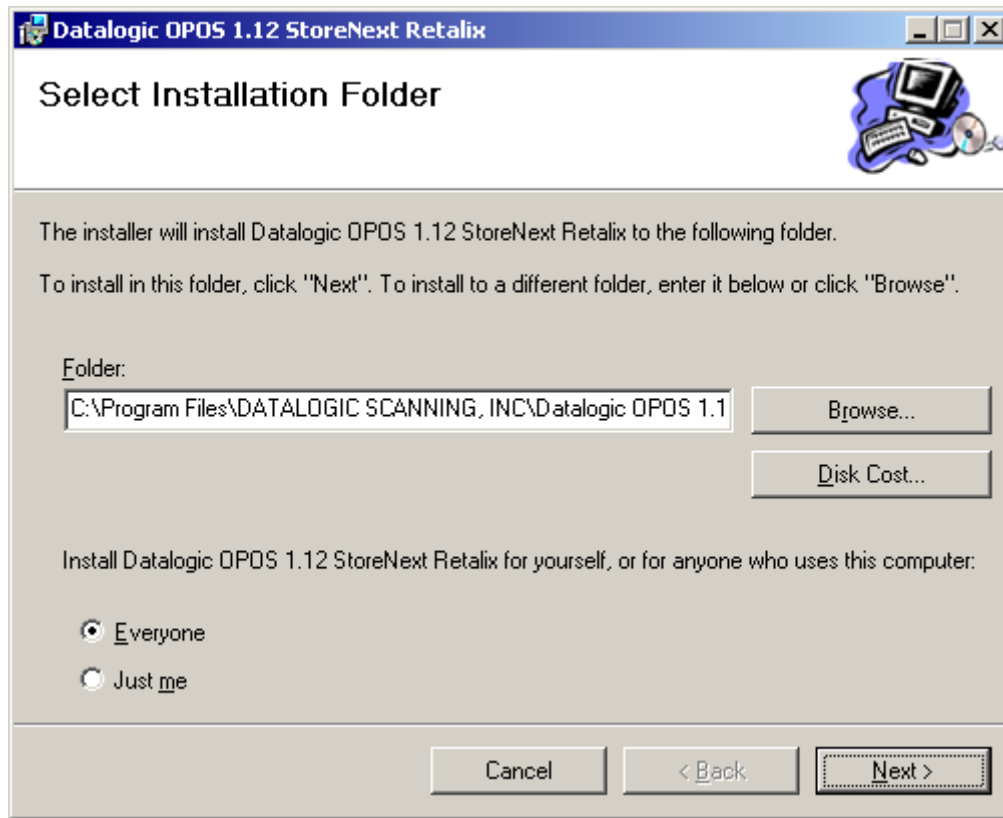 Datalogic OPOS 1.12 StoreNext Retalix
Select Installation Folder
The installer will install Datalogic OPOS 1.12 StoreNext Retalix to the following folder.
To install in this folder, click "Next". To install to a different folder, enter it below or click "Browse".
Folder:
C:\Program Files\DATALOGIC SCANNING, INC\Datalogic OPOS 1.1
Browse...
Disk Cost...
Install Datalogic OPOS 1.12 StoreNext Retalix for yourself, or for anyone who uses this computer:
Everyone
Just me
Cancel
< Back
Next >